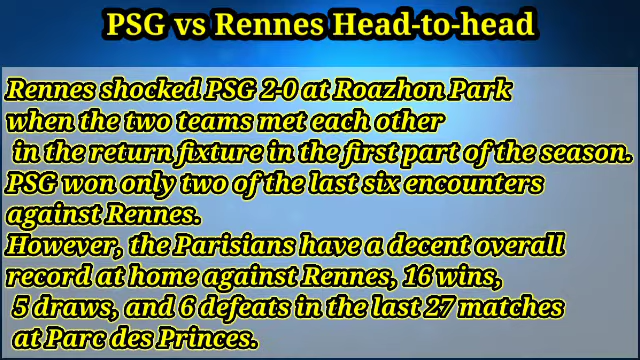 PSG vs Rennes Head-to-head
Rennes shocked PSG 2-0 at Roazhon Park
when the two teams met each other
in the return fixture in the first part of the season.
PSG won only two of the last six encounters
against Rennes.
However, the Parisians have a decent overall
record at home against Rennes, 16 wins,
5 draws, and 6 defeats in the last 27 matches
at Parc des Princes.